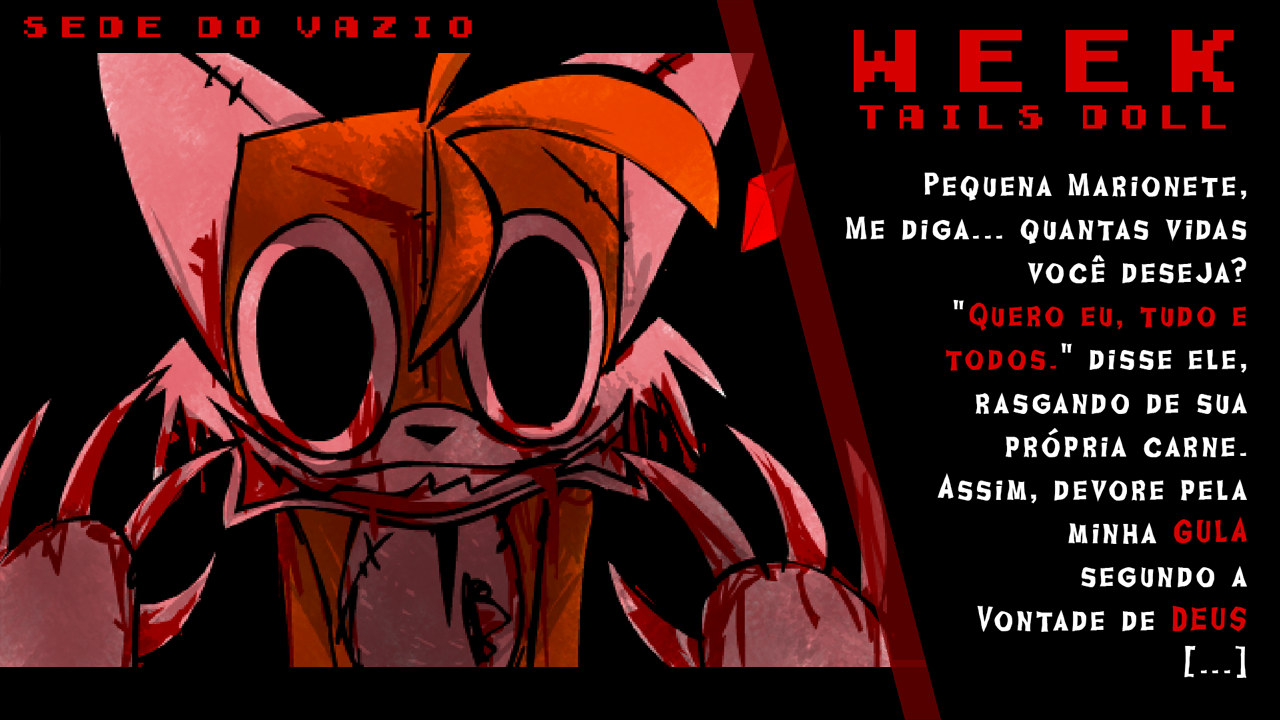 SEDE DO VAZIO
WEEK
TAILS DOLL
Pequena Marionete,
Me diga... quantas vidas
você deseja?
"Quero eu, tudo e
todos." disse ele,
rasgando de sua
própria carne.
Assim, devore pela
minha GULA
segundo a
Vontade de DEUS
[...]